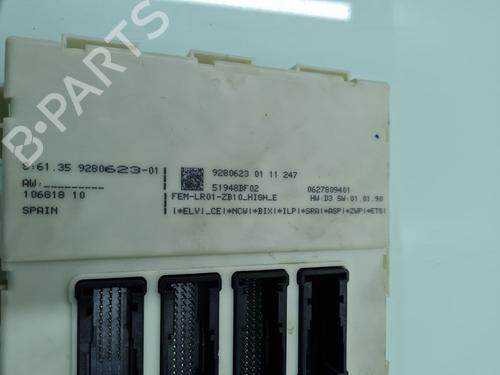 B-PARTS
S:61.35 9280623-01
AW:_________
106818 10
SPAIN
9280623 01 11 247
51948BF02
FEM-LR01-ZB10_HIGH_E
0627809401
HW:D3 SW:01.01.90
|*ELV|_CE|*NCW|*BIX|*ILP|*SRA|*ASP|*ZWP|*ETS|